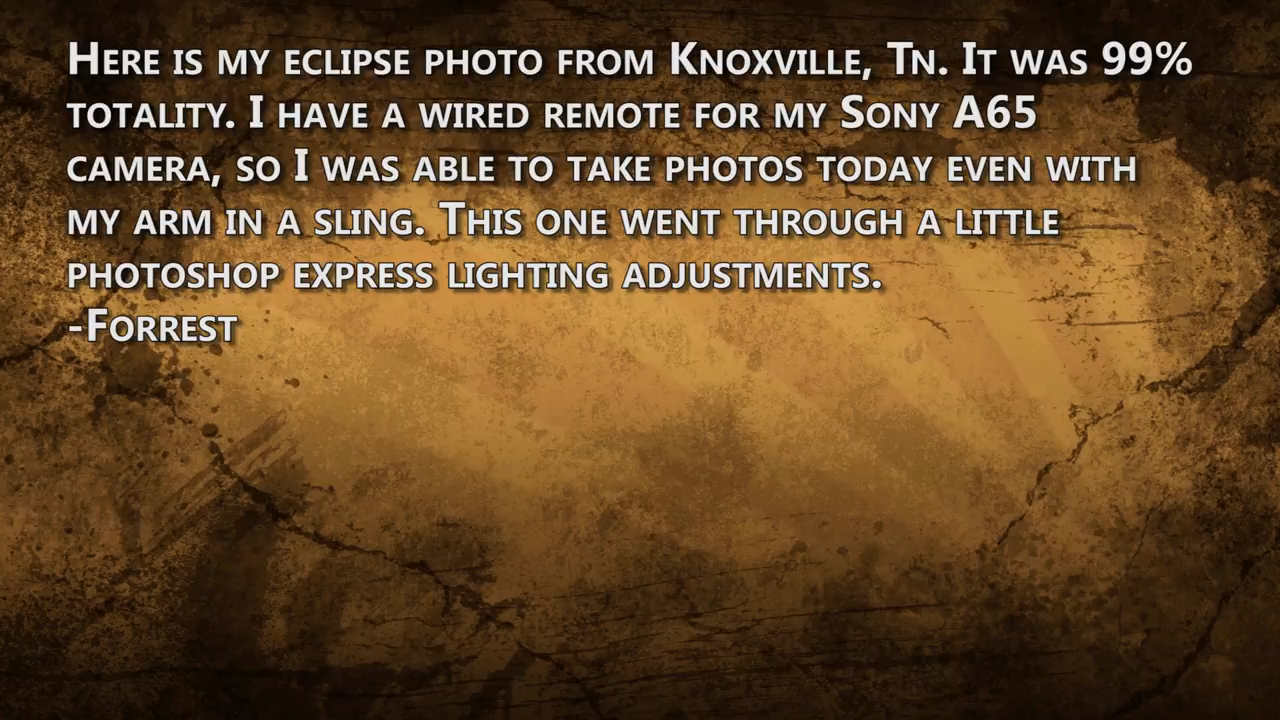 Here is my eclipse photo from Knoxville, Tn. It was 99%
totality. I have a wired remote for my Sony A65
camera, so I was able to take photos today even with
my arm in a sling. This one went through a little
photoshop express lighting adjustments.
-Forrest